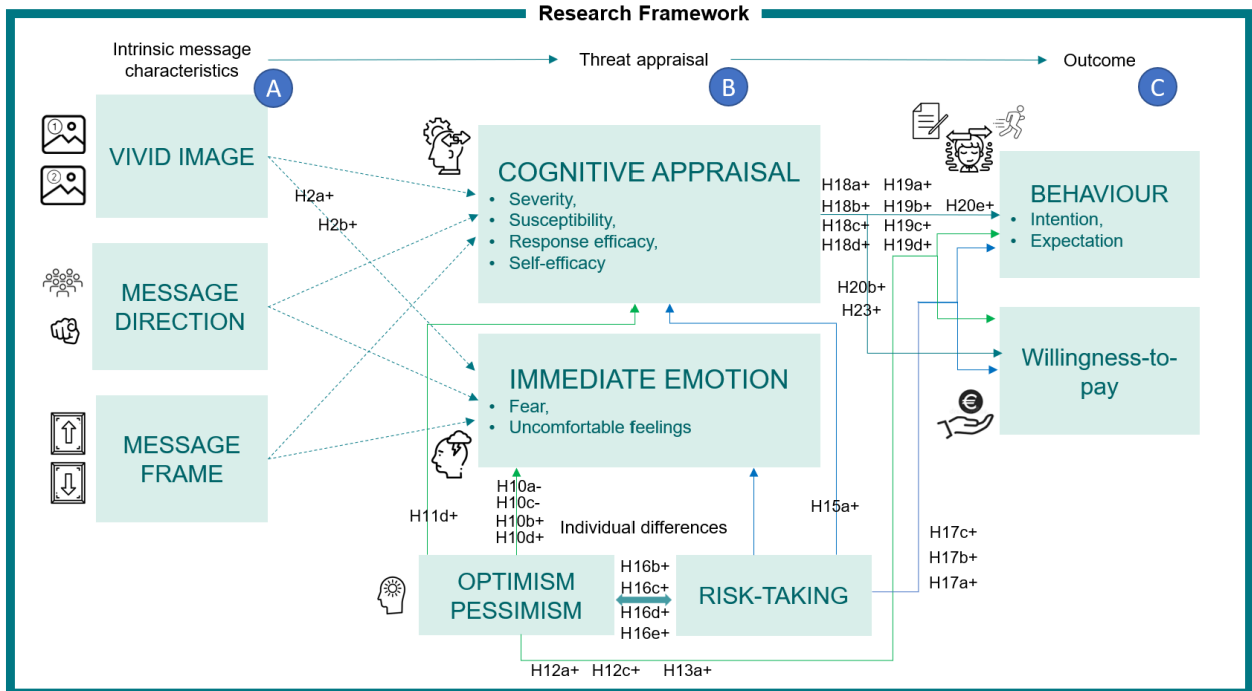 Research Framework
Intrinsic message
characteristics
Threat appraisal
Outcome
A
B
C
1
2
VIVID IMAGE
MESSAGE
DIRECTION
MESSAGE
FRAME
H2a+
H2b+
COGNITIVE APPRAISAL
• Severity,
• Susceptibility,
• Response efficacy,
• Self-efficacy
IMMEDIATE EMOTION
• Fear,
• Uncomfortable feelings
H18a+ H19a+
H18b+ H19b+ H20e+
H18c+ H19c+
H18d+ H19d+
H20b+
H23+
BEHAVIOUR
• Intention,
• Expectation
Willingness-to-
pay
€
H11d+
H10a-
H10c-
H10b+
H10d+
Individual differences
H15a+
H17c+
H17b+
H17a+
OPTIMISM
PESSIMISM
H16b+
H16c+
H16d+
H16e+
RISK-TAKING
H12a+ H12c+ H13a+